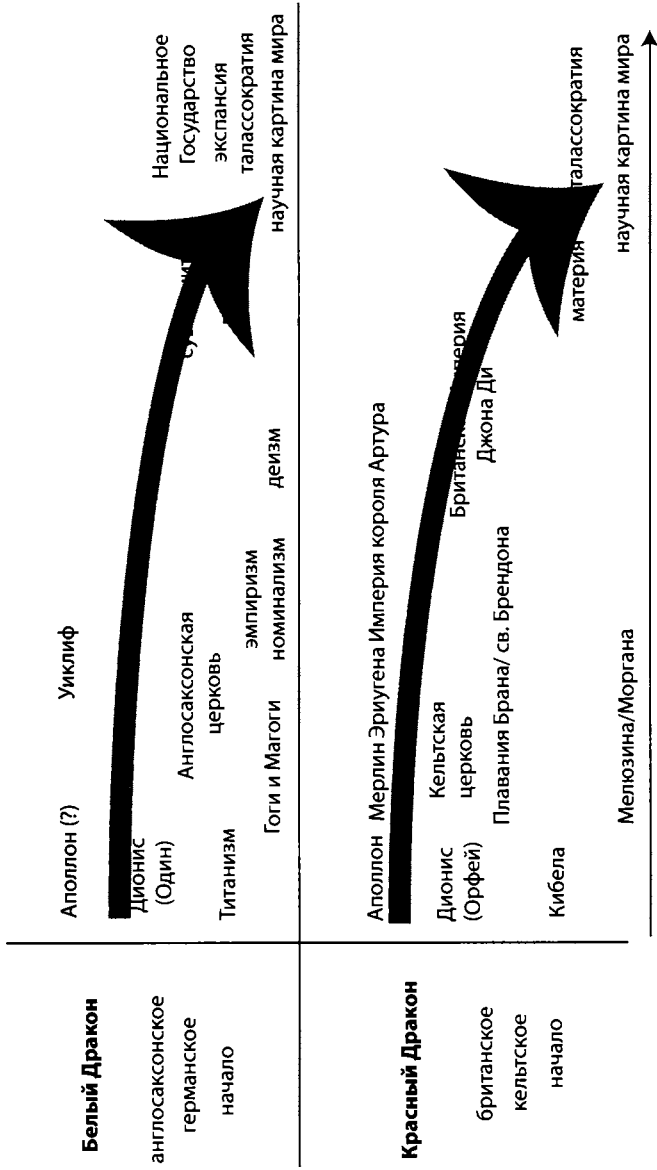 Белый Дракон
англосаксонское
германское
начало
Аполлон (?)
Уиклиф
Дионис
(Один)
Англосаксонская
церковь
Титанизм
Гоги и Магоги
эмпиризм
номинализм
деизм
Национальное
Государство
экспансия
талассократия
научная картина мира
Красный Дракон
британское
кельтское
начало
Аполлон Мерлин Эриугена Империя короля Артура
Дионис
(Орфей)
Кельтская
церковь
Плавания Брана/ св. Брендона
Джона Ди
Кибела
материя
талассократия
Мелюзина/Моргана
научная картина мира